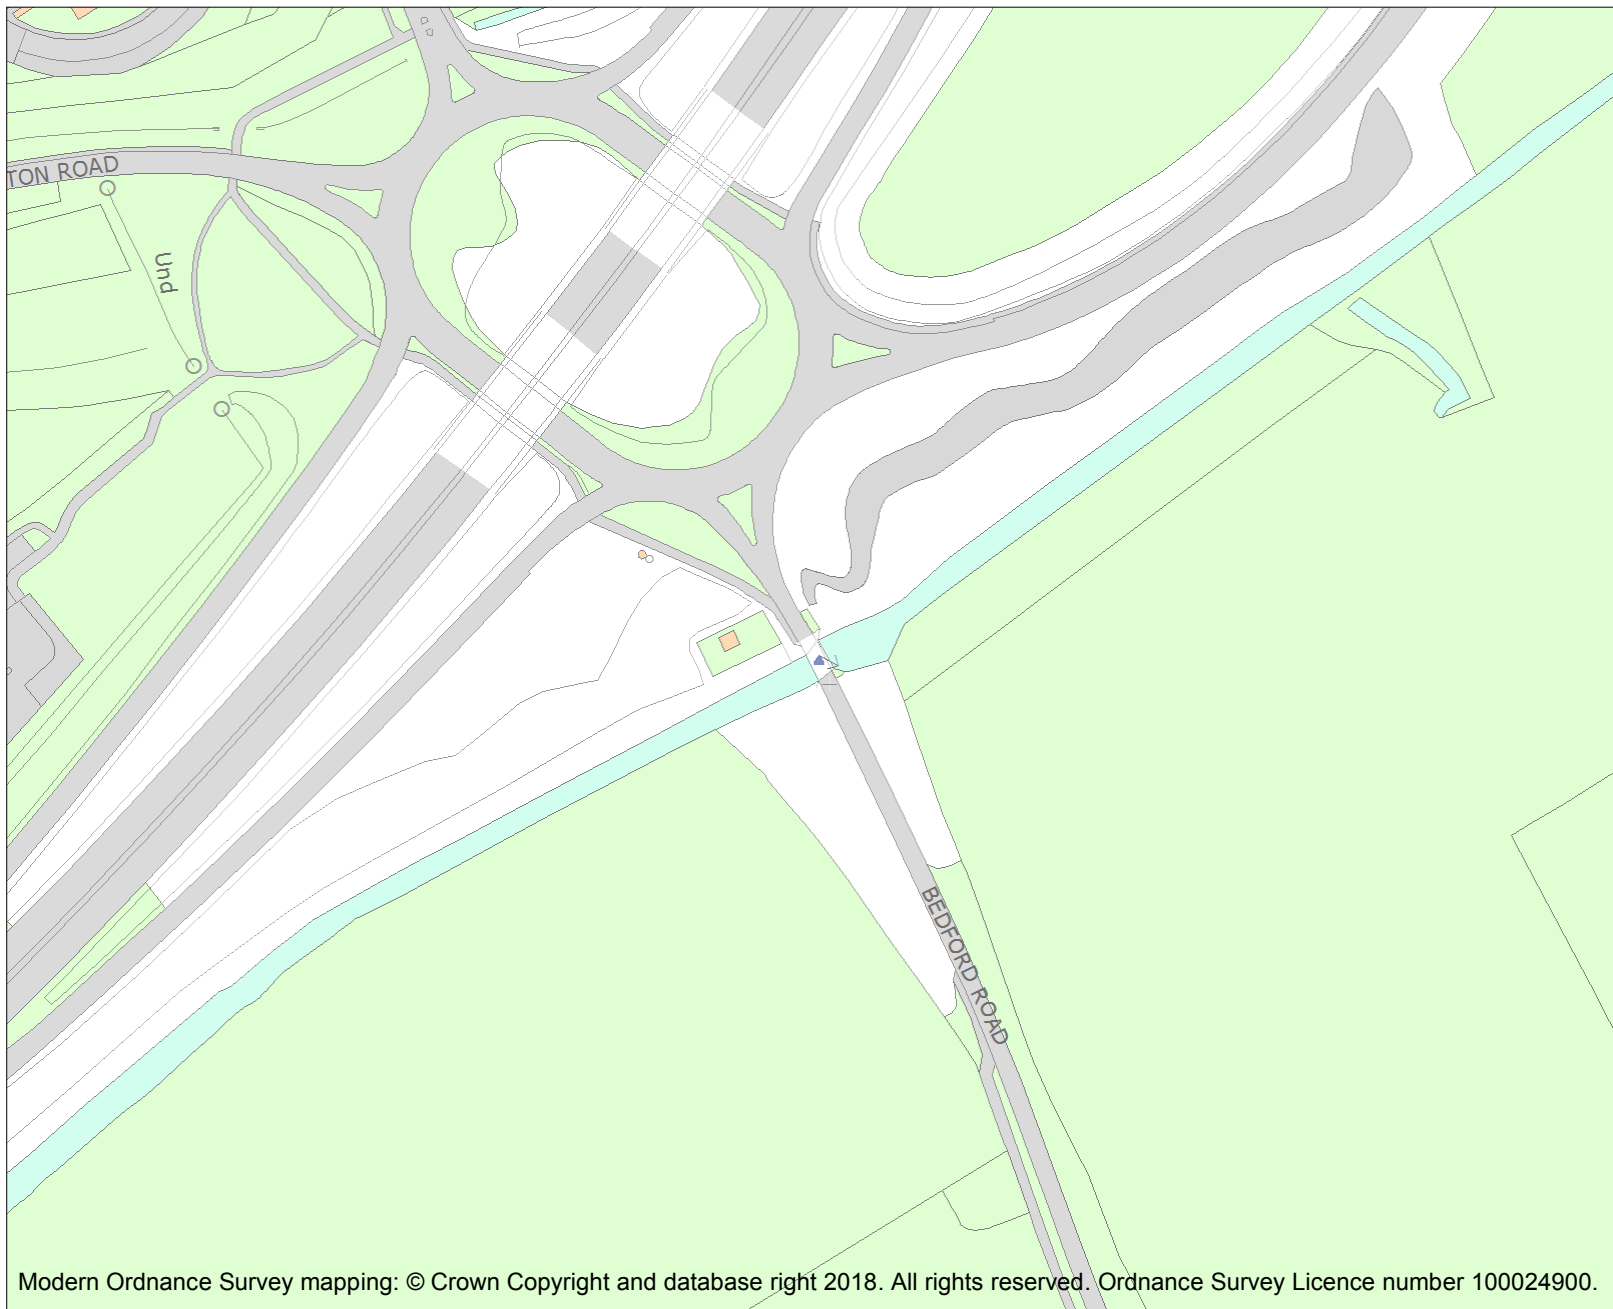 TON ROAD
Und
BEDFORD ROAD
Modern Ordnance Survey mapping: © Crown Copyright and database right 2018. All rights reserved. Ordnance Survey Licence number 100024900.